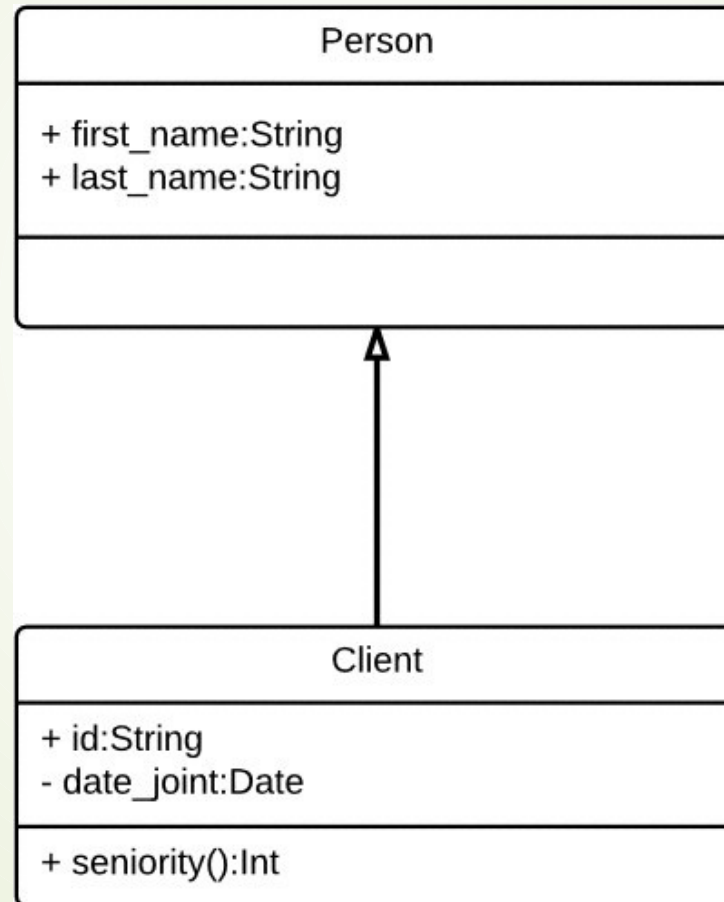 Person
+ first_name:String
+ last_name:String
Client
+ id:String
- date_joint:Date
+ seniority():Int